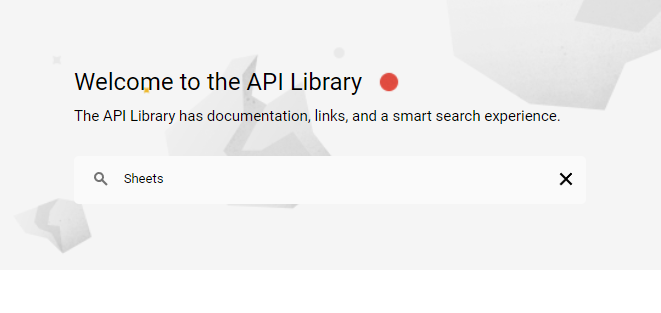 Welcome to the API Library
The API Library has documentation, links, and a smart search experience.
Sheets